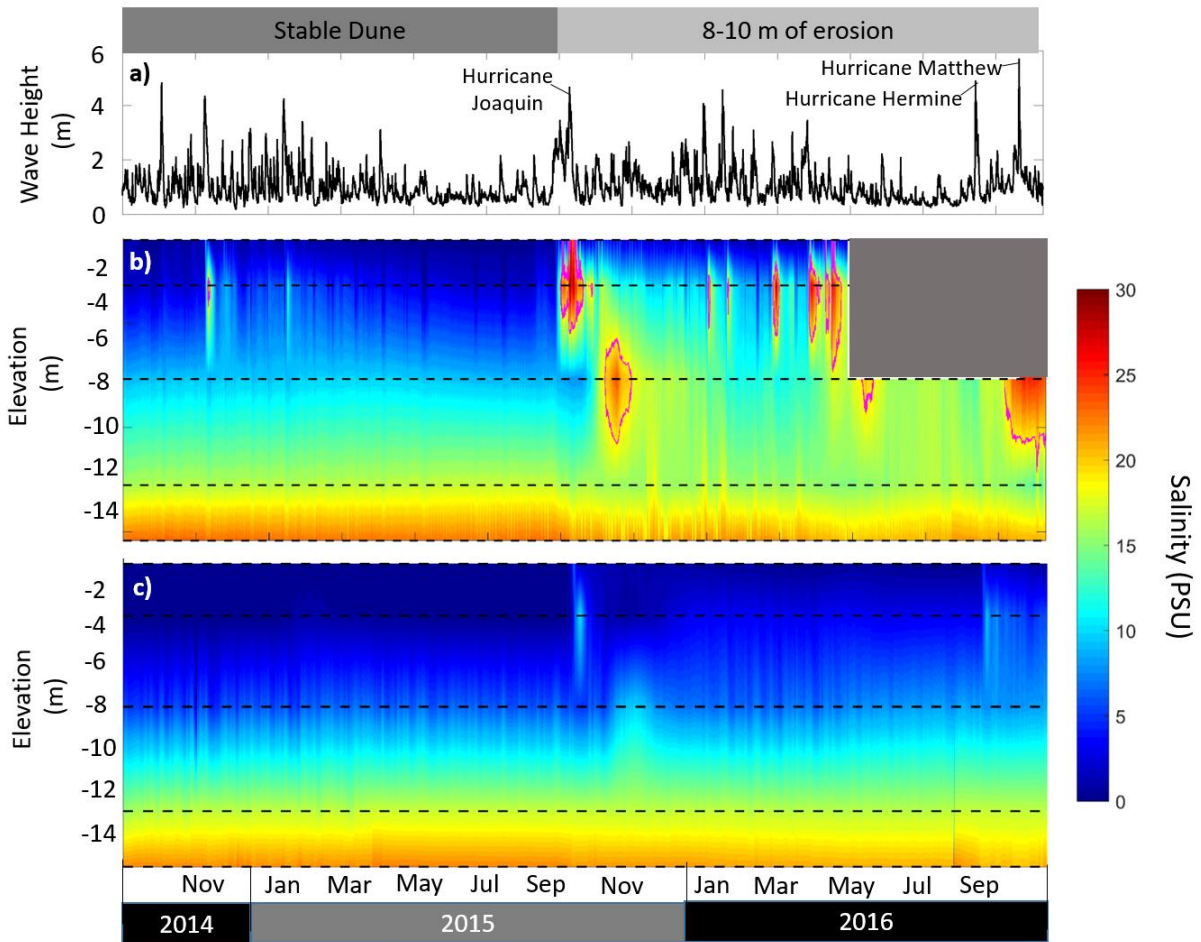 Stable Dune
8-10 m of erosion
a)
Hurricane
Joaquin
Hurricane Matthew
Hurricane Hermine
Wave Height
(m)
6
4
2
0
b)
Elevation
(m)
-2
-4
-6
-8
-10
-12
-14
c)
Elevation
(m)
-2
-4
-6
-8
-10
-12
-14
30
25
20
15
10
5
0
Salinity (PSU)
Nov Jan Mar May Jul Sep Nov Jan Mar May Jul Sep
2014 2015 2016